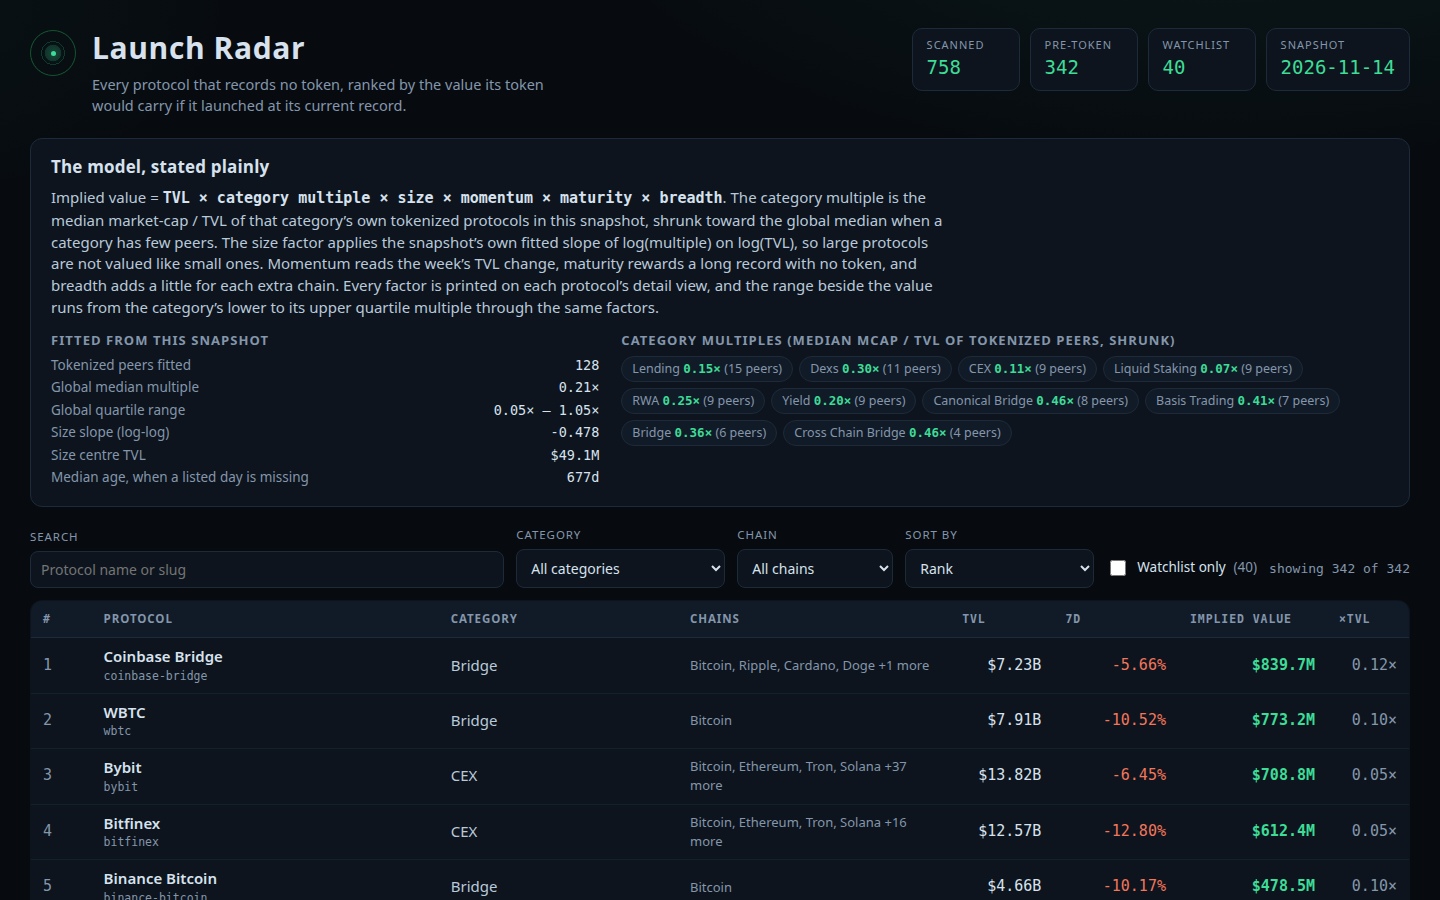 Launch Radar
Every protocol that records no token, ranked by the value its token
would carry if it launched at its current record.
SCANNED
758
PRE-TOKEN
342
WATCHLIST
40
SNAPSHOT
2026-11-14
The model, stated plainly
Implied value = TVL × category multiple × size × momentum × maturity × breadth. The category multiple is the
median market-cap / TVL of that category’s own tokenized protocols in this snapshot, shrunk toward the global median when a
category has few peers. The size factor applies the snapshot’s own fitted slope of log(multiple) on log(TVL), so large protocols
are not valued like small ones. Momentum reads the week’s TVL change, maturity rewards a long record with no token, and
breadth adds a little for each extra chain. Every factor is printed on each protocol’s detail view, and the range beside the value
runs from the category’s lower to its upper quartile multiple through the same factors.
FITTED FROM THIS SNAPSHOT
Tokenized peers fitted 128
Global median multiple 0.21×
Global quartile range 0.05× – 1.05×
Size slope (log-log) -0.478
Size centre TVL $49.1M
Median age, when a listed day is missing 677d
CATEGORY MULTIPLES (MEDIAN MCAP / TVL OF TOKENIZED PEERS, SHRUNK)
Lending 0.15× (15 peers) Dexs 0.30× (11 peers) CEX 0.11× (9 peers) Liquid Staking 0.07× (9 peers)
RWA 0.25× (9 peers) Yield 0.20× (9 peers) Canonical Bridge 0.46× (8 peers) Basis Trading 0.41× (7 peers)
Bridge 0.36× (6 peers) Cross Chain Bridge 0.46× (4 peers)
SEARCH
Protocol name or slug
CATEGORY
All categories
CHAIN
All chains
SORT BY
Rank
Watchlist only (40) showing 342 of 342
# PROTOCOL CATEGORY CHAINS TVL 7D IMPLIED VALUE ×TVL
1 Coinbase Bridge Bridge Bitcoin, Ripple, Cardano, Doge +1 more $7.23B -5.66% $839.7M 0.12×
coinbase-bridge
2 WBTC Bridge Bitcoin $7.91B -10.52% $773.2M 0.10×
wbtc
3 Bybit CEX Bitcoin, Ethereum, Tron, Solana +37 more $13.82B -6.45% $708.8M 0.05×
bybit
4 Bitfinex CEX Bitcoin, Ethereum, Tron, Solana +16 more $12.57B -12.80% $612.4M 0.05×
bitfinex
5 Binance Bitcoin Bridge Bitcoin $4.66B -10.17% $478.5M 0.10×
binance-bitcoin